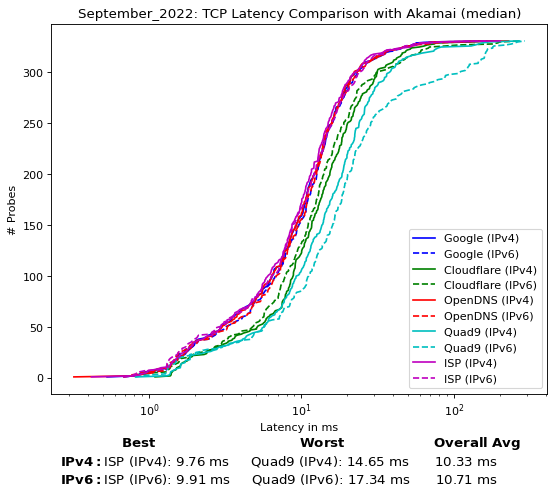 September_2022: TCP Latency Comparison with Akamai (median)
# Probes
300
250
200
150
100
50
0
Google (IPv4)
Google (IPv6)
Cloudflare (IPv4)
Cloudflare (IPv6)
OpenDNS (IPv4)
OpenDNS (IPv6)
Quad9 (IPv4)
Quad9 (IPv6)
ISP (IPv4)
ISP (IPv6)
10⁰ 10¹ 10²
Latency in ms
Best Worst Overall Avg
IPv4: ISP (IPv4): 9.76 ms Quad9 (IPv4): 14.65 ms 10.33 ms
IPv6: ISP (IPv6): 9.91 ms Quad9 (IPv6): 17.34 ms 10.71 ms